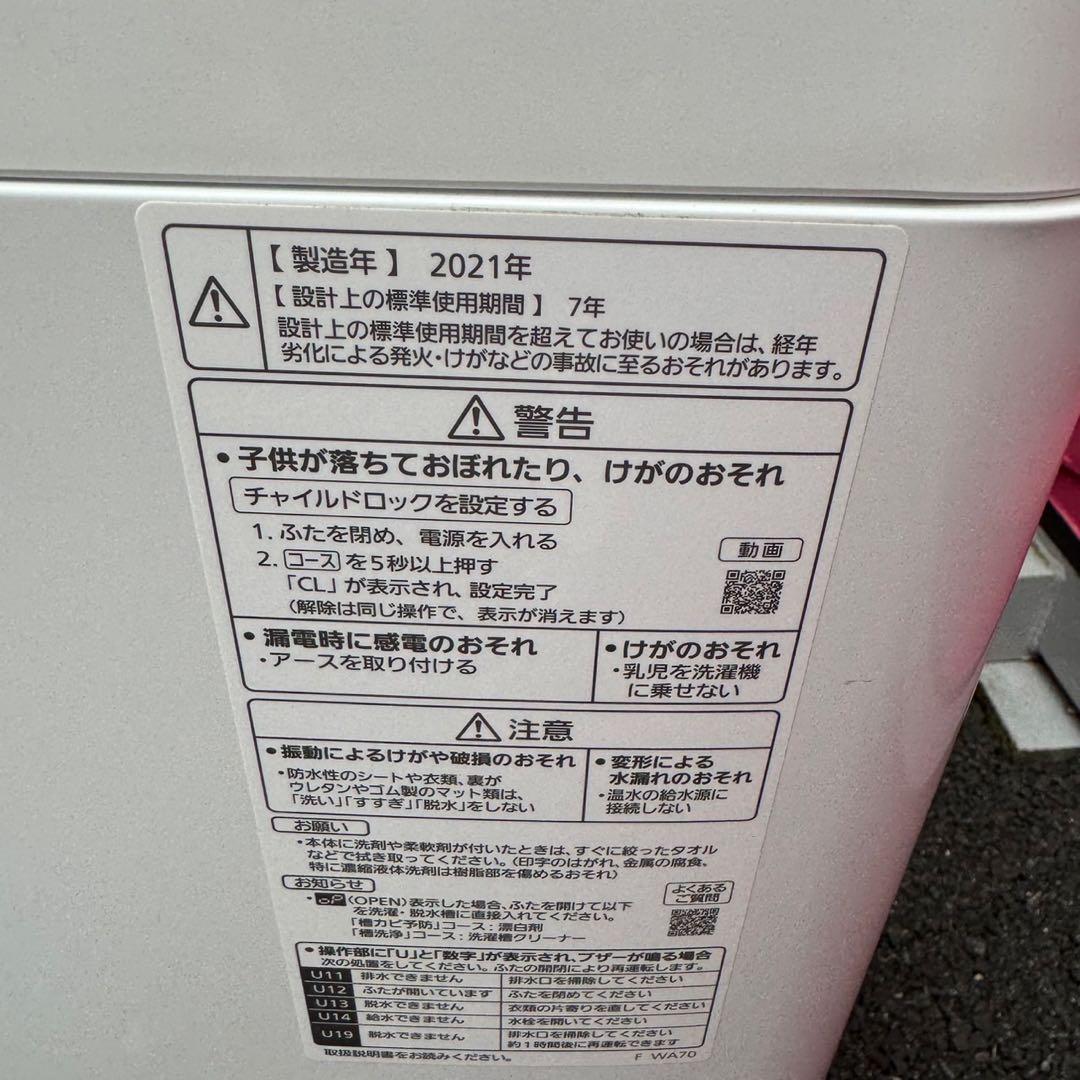 【製造年】 2021年
【設計上の標準使用期間】 7年
設計上の標準使用期間を超えてお使いの場合は、経年
劣化による発火・けがなどの事故に至るおそれがあります。
警告
•子供が落ちておぼれたり、けがのおそれ
チャイルドロックを設定する
1. ふたを閉め、電源を入れる
2. コースを5秒以上押す
「CL」が表示され、設定完了
(解除は同じ操作で、表示が消えます)
動画
•漏電時に感電のおそれ
・アースを取り付ける
•けがのおそれ
・乳児を洗濯機
に乗せない
注意
•振動によるけがや破損のおそれ
・防水性のシートや衣類、裏が
ウレタンやゴム製のマット類は、
「洗い」「すすぎ」「脱水」をしない
•変形による
水漏れのおそれ
・温水の給水源に
接続しない
お願い
・本体に洗剤や柔軟剤が付いたときは、すぐに絞ったタオル
などで拭き取ってください。(印字のはがれ、金属の腐食、
特に濃縮液体洗剤は樹脂部を傷めるおそれ)
お知らせ
・oP(OPEN)表示した場合、ふたを開けて以下
を洗濯・脱水槽に直接入れてください。
「槽カビ予防」コース:漂白剤
「槽洗浄」コース:洗濯槽クリーナー
よくある
ご質問
•操作部に「U」と「数字」が表示され、ブザーが鳴る場合
次の処置をしてください。ふたの開閉により再運転します。
U11 排水できません 排水口を掃除してください
U12 ふたが開いています ふたを閉めてください
U13 脱水できません 衣類の片寄りを直してください
U14 給水できません 水栓を開いてください
U19 脱水できません 排水口を掃除してください
約1時間後に再運転できます
取扱説明書をお読みください。 F WA70